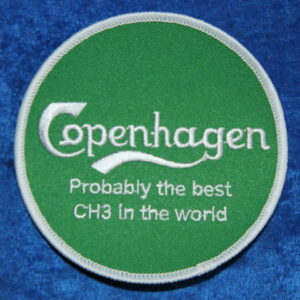 Copenhagen
Probably the best
CH3 in the world